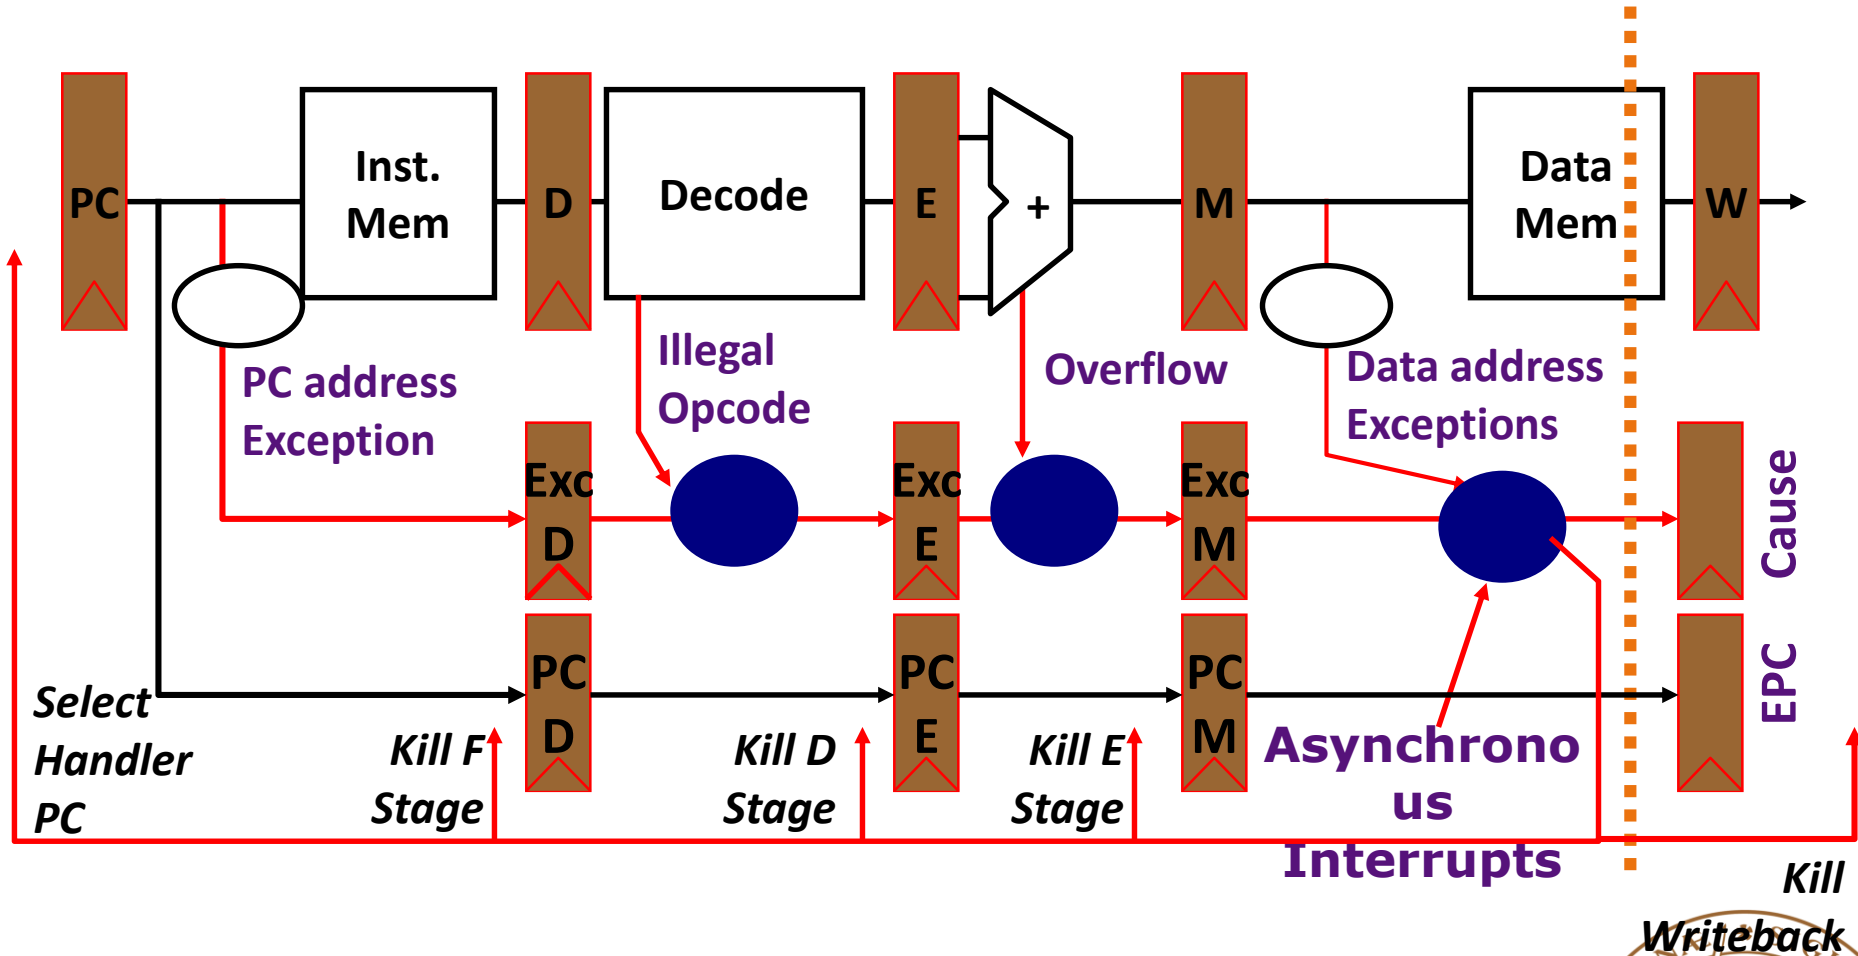 PC
Inst.
Mem
D
Decode
E
+
M
Data
Mem
W
PC address
Exception
Illegal
Opcode
Overflow
Data address
Exceptions
Exc
D
Exc
E
Exc
M
Cause
PC
D
PC
E
PC
M
EPC
Select
Handler
PC
Kill F
Stage
Kill D
Stage
Kill E
Stage
Asynchrono
us
Interrupts
Kill
Writeback